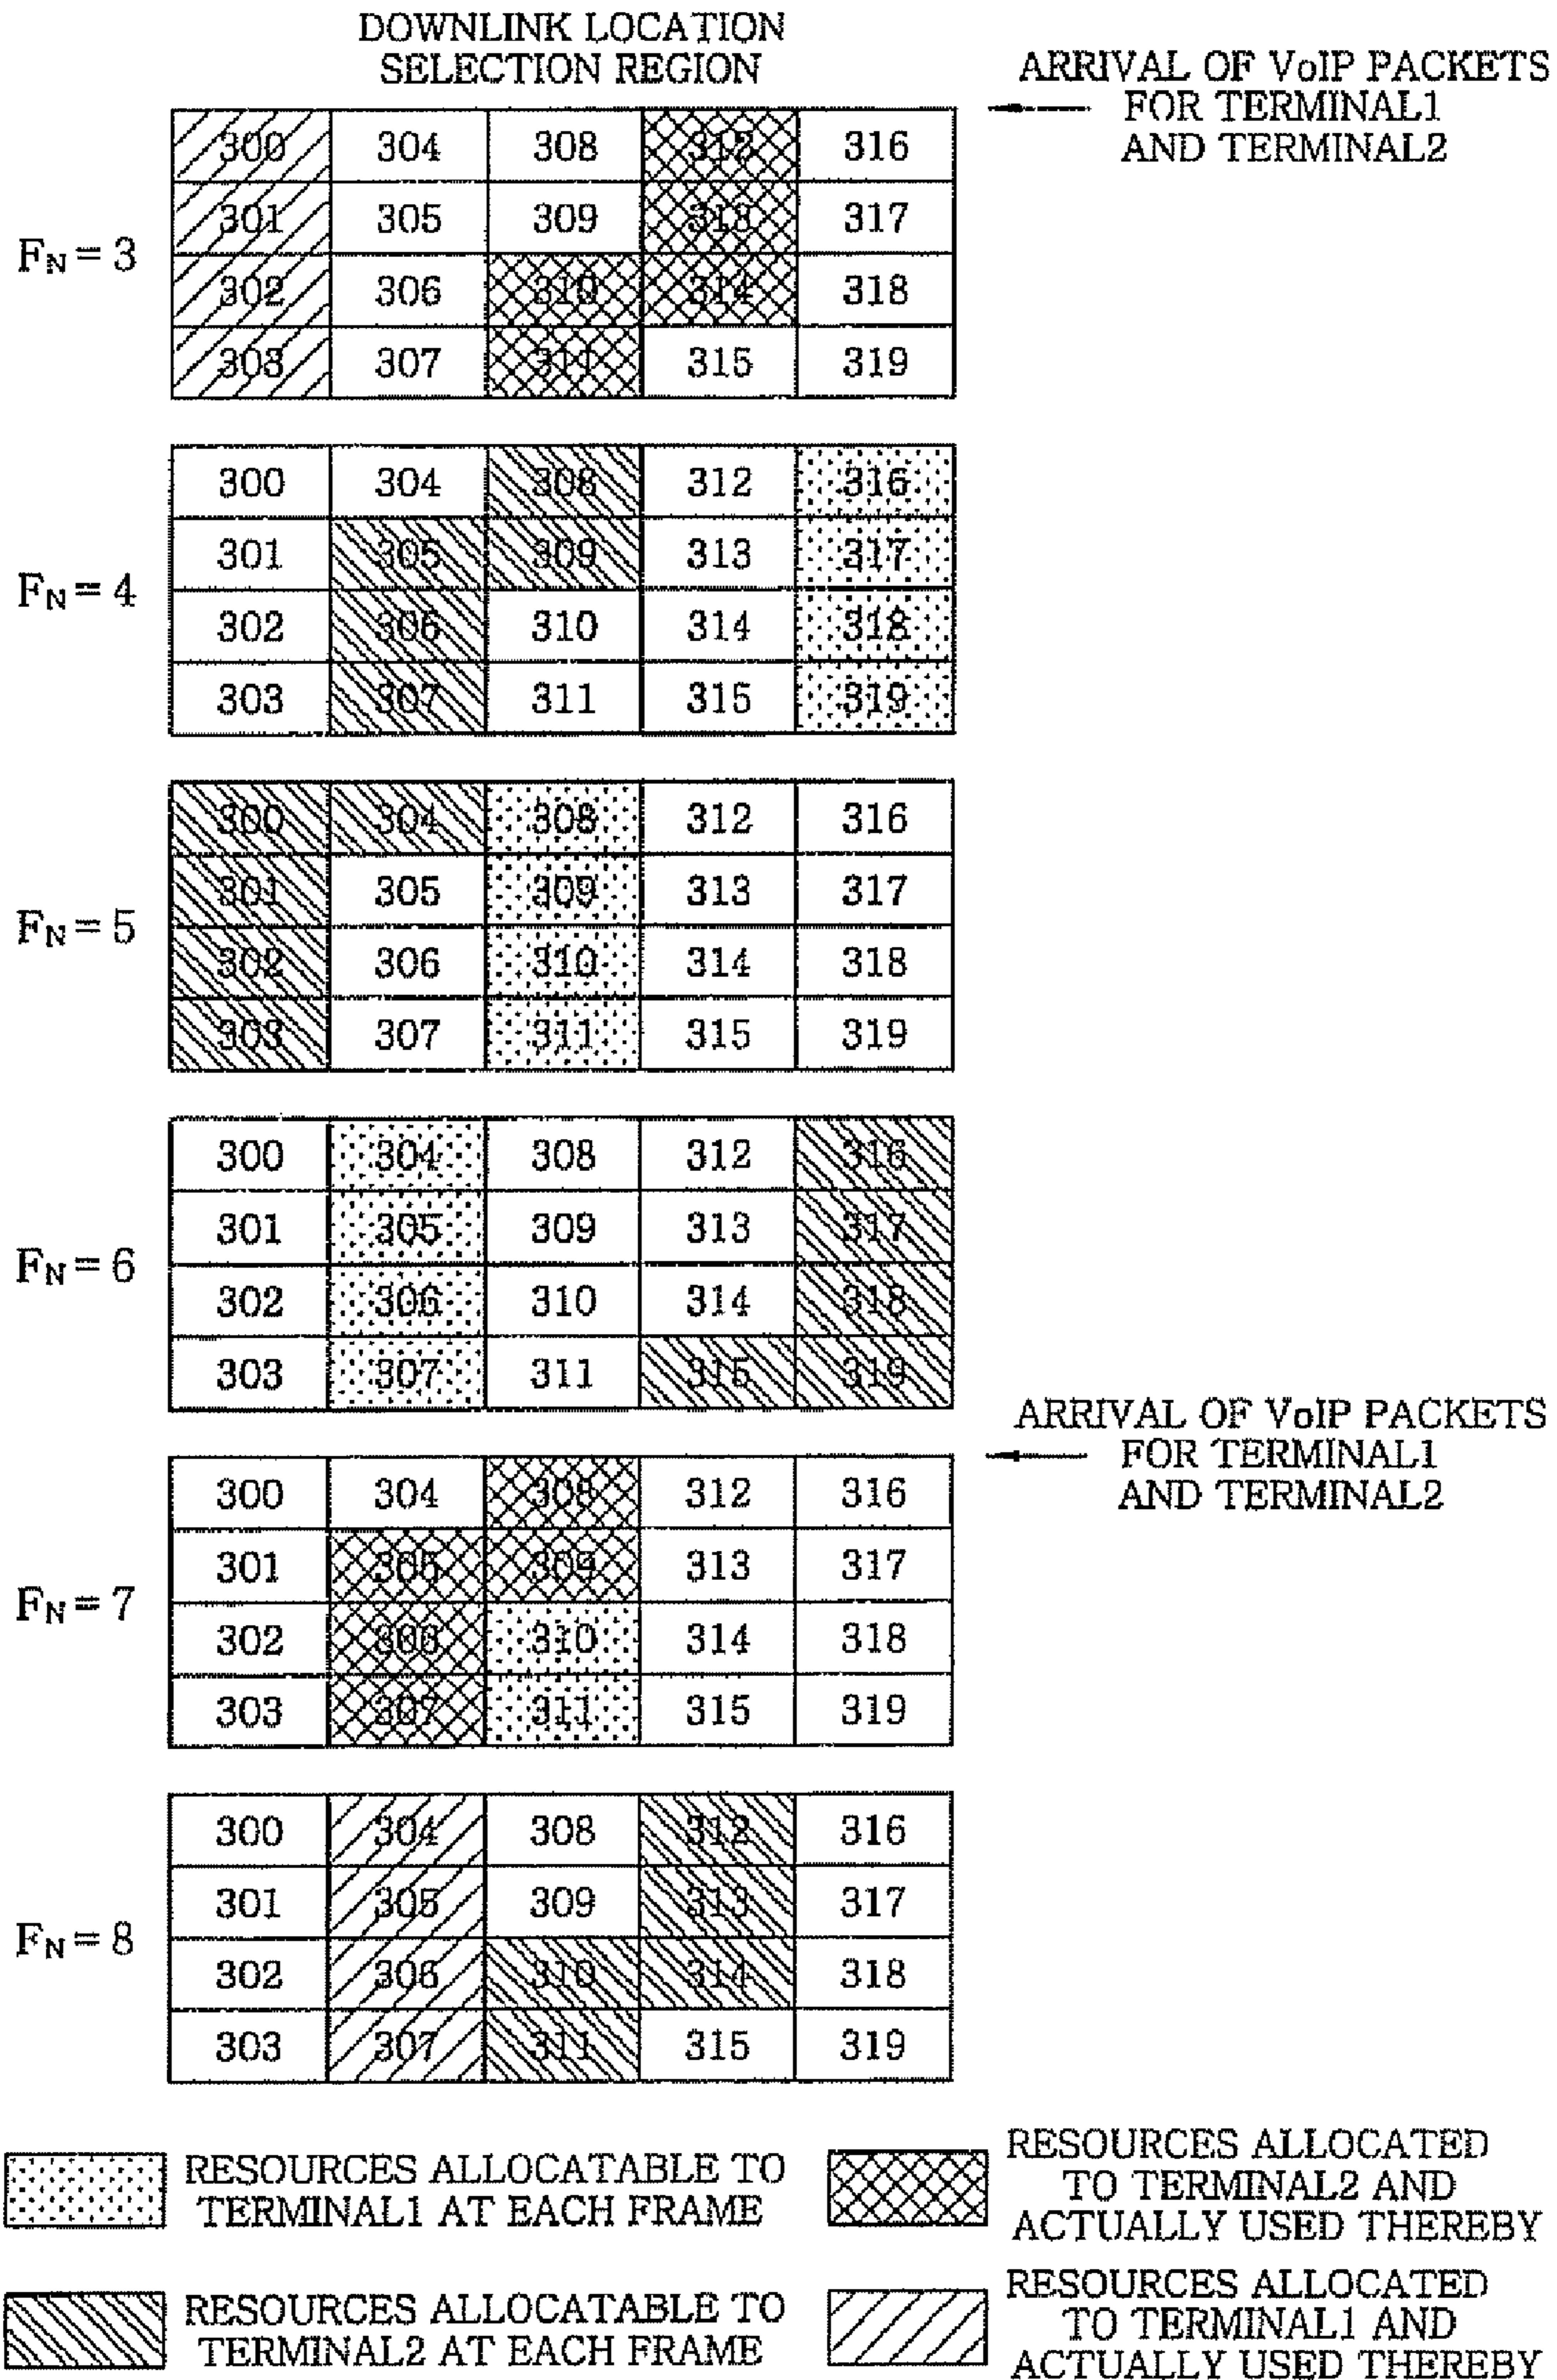 DOWNLINK LOCATION
SELECTION REGION
ARRIVAL OF VoIP PACKETS
FOR TERMINAL1
AND TERMINAL2
FN = 3
300 304 308 312 316
301 305 309 313 317
302 306 310 314 318
303 307 311 315 319
FN = 4
300 304 308 312 316
301 305 309 313 317
302 306 310 314 318
303 307 311 315 319
FN = 5
300 304 308 312 316
301 305 309 313 317
302 306 310 314 318
303 307 311 315 319
FN = 6
300 304 308 312 316
301 305 309 313 317
302 306 310 314 318
303 307 311 315 319
ARRIVAL OF VoIP PACKETS
FOR TERMINAL1
AND TERMINAL2
FN = 7
300 304 308 312 316
301 305 309 313 317
302 306 310 314 318
303 307 311 315 319
FN = 8
300 304 308 312 316
301 305 309 313 317
302 306 310 314 318
303 307 311 315 319
RESOURCES ALLOCATABLE TO
TERMINAL1 AT EACH FRAME
RESOURCES ALLOCATED
TO TERMINAL2 AND
ACTUALLY USED THEREBY
RESOURCES ALLOCATABLE TO
TERMINAL2 AT EACH FRAME
RESOURCES ALLOCATED
TO TERMINAL1 AND
ACTUALLY USED THEREBY